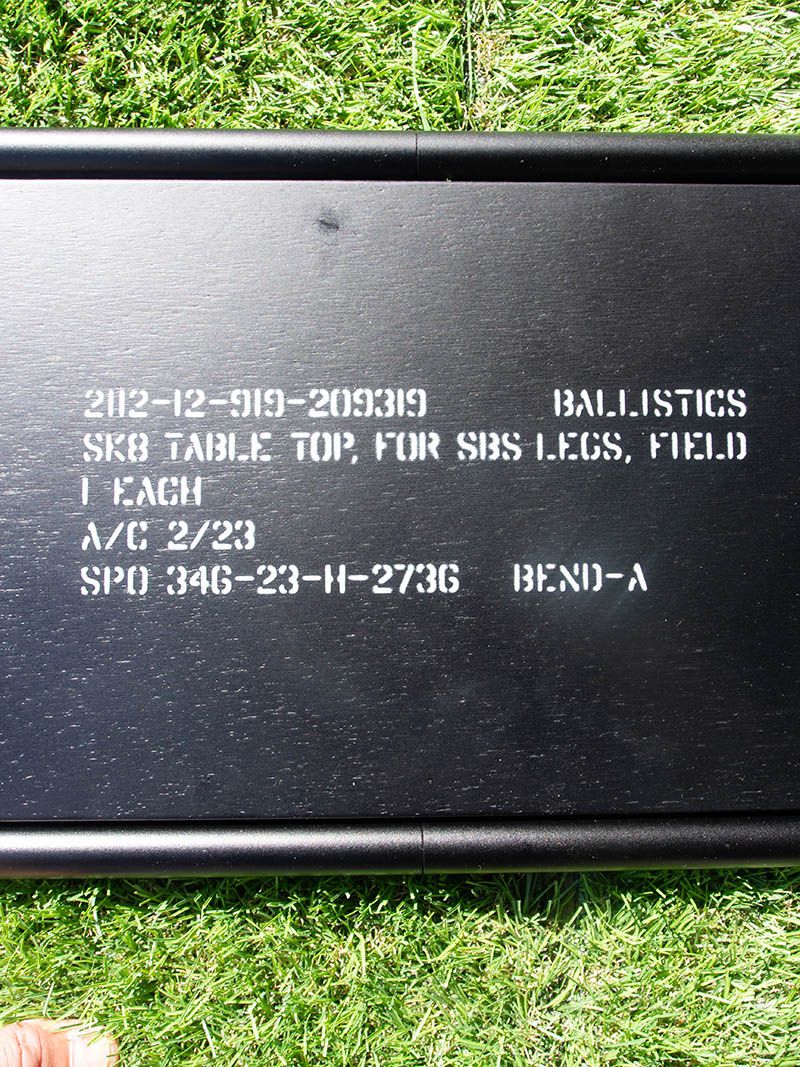 2112-12-919-209319 BALLISTICS
SK8 TABLE TOP, FOR SBS LEGS, FIELD
1 EACH
A/C 2/23
SPO 346-23-H-2736 BEND-A